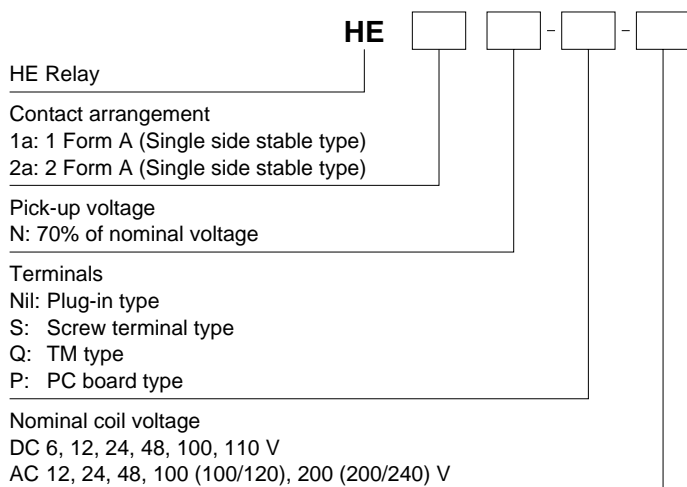 HE - -
HE Relay
Contact arrangement
1a: 1 Form A (Single side stable type)
2a: 2 Form A (Single side stable type)
Pick-up voltage
N: 70% of nominal voltage
Terminals
Nil: Plug-in type
S: Screw terminal type
Q: TM type
P: PC board type
Nominal coil voltage
DC 6, 12, 24, 48, 100, 110 V
AC 12, 24, 48, 100 (100/120), 200 (200/240) V